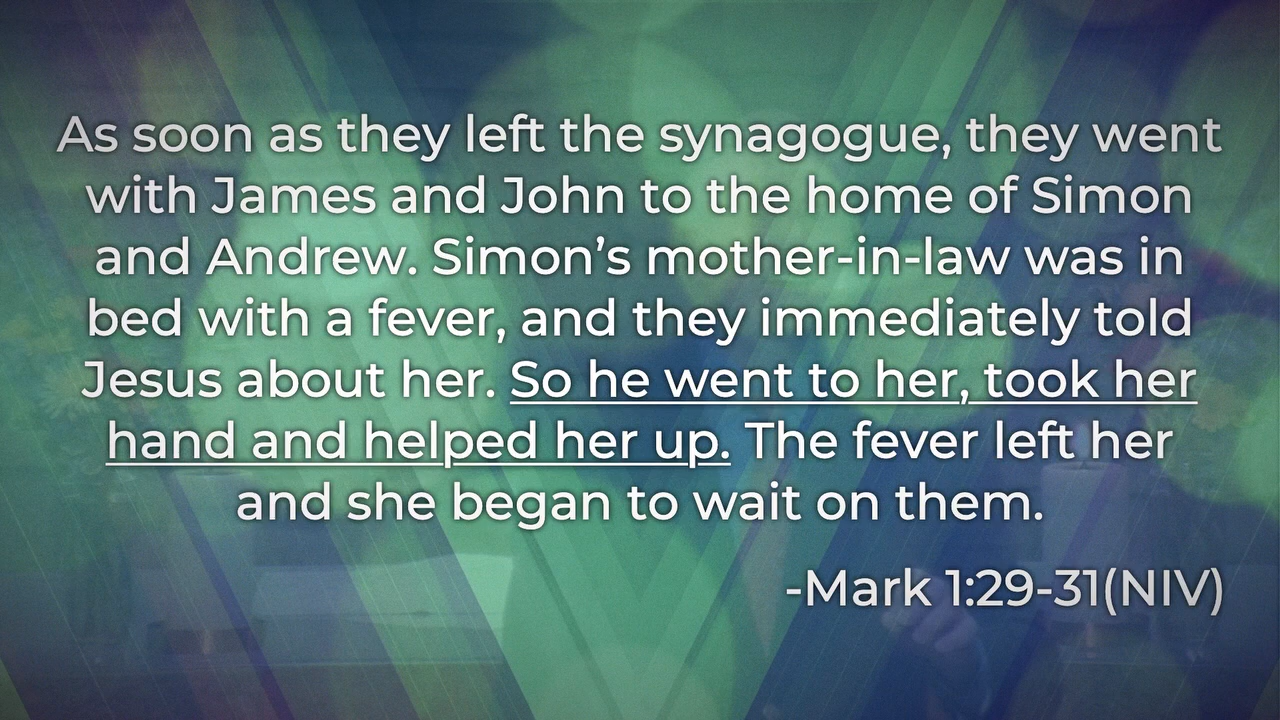 As soon as they left the synagogue, they went
with James and John to the home of Simon
and Andrew. Simon’s mother-in-law was in
bed with a fever, and they immediately told
Jesus about her. So he went to her, took her
hand and helped her up. The fever left her
and she began to wait on them.
-Mark 1:29-31(NIV)